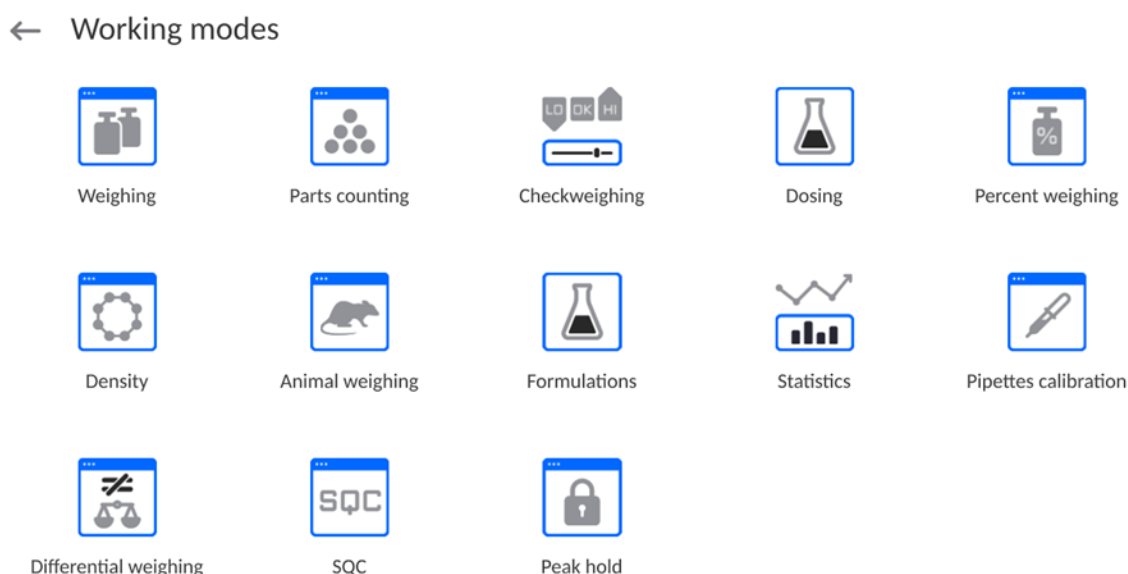 Working modes
Weighing
Parts counting
LO OK HI
Checkweighing
Dosing
%
Percent weighing
Density
Animal weighing
Formulations
Statistics
Pipettes calibration
Differential weighing
SQC
SQC
Peak hold